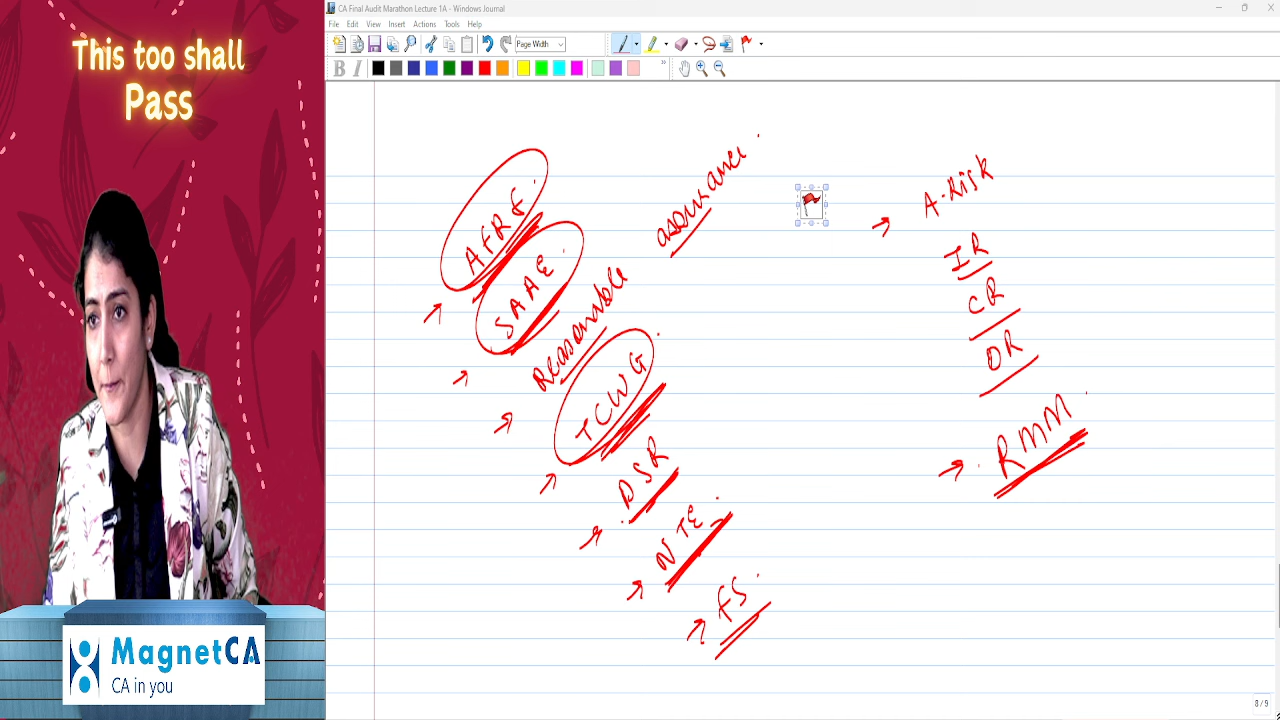 This too shall
Pass
CA Final Audit Marathon Lecture 1A - Windows Journal
File Edit View Insert Actions Tools Help
Page Width
B I
AFRF.
SAAE.
Reasonable assurance.
TCWG.
DSR
NTE.
FS.
A.Risk
IR
CR
DR
RMM.
MagnetCA
CA in you
8 / 9